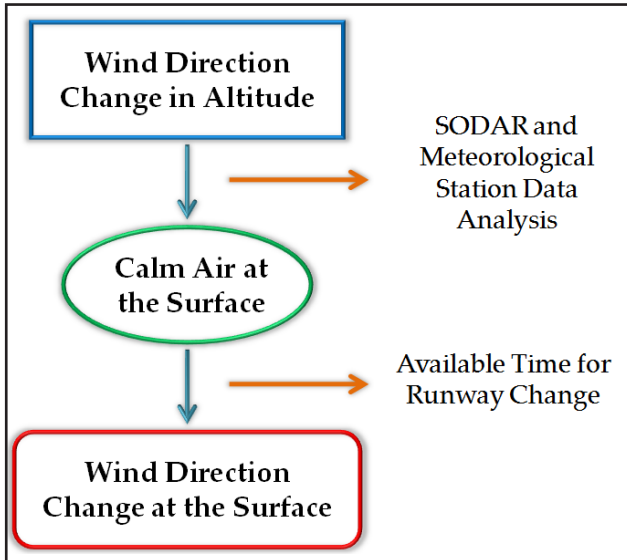 Wind Direction
Change in Altitude
SODAR and
Meteorological
Station Data
Analysis
Calm Air at
the Surface
Available Time for
Runway Change
Wind Direction
Change at the Surface